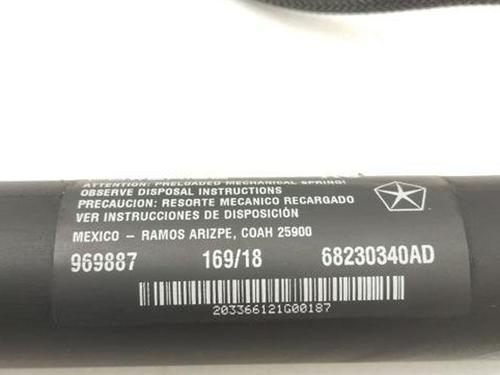 ATTENTION: PRELOADED MECHANICAL SPRING!
OBSERVE DISPOSAL INSTRUCTIONS
PRECAUCION: RESORTE MECANICO RECARGADO
VER INSTRUCCIONES DE DISPOSICIÓN
MEXICO – RAMOS ARIZPE, COAH 25900
969887 169/18 68230340AD
203366121G00187